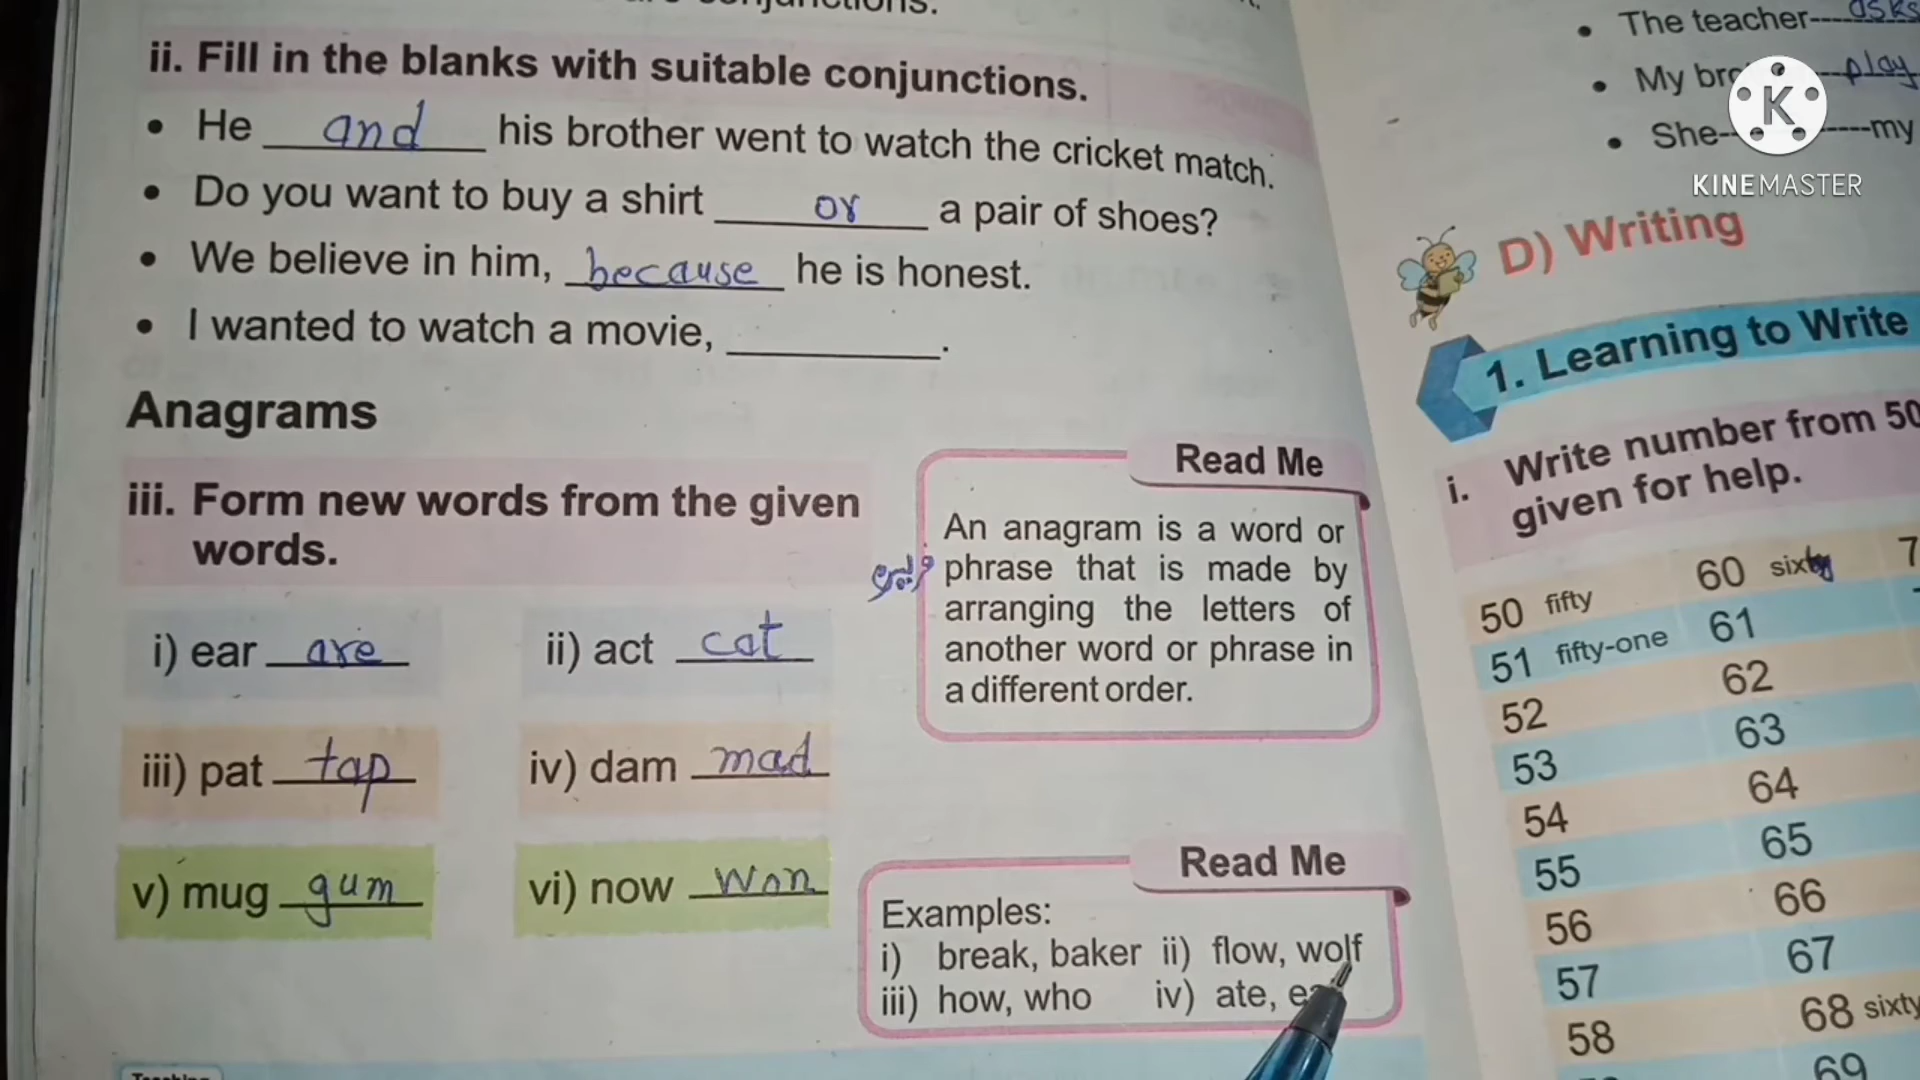 ii. Fill in the blanks with suitable conjunctions.
• He and his brother went to watch the cricket match.
• Do you want to buy a shirt or a pair of shoes?
• We believe in him, because he is honest.
• I wanted to watch a movie, ________.
Anagrams
iii. Form new words from the given
words.
i) ear are ii) act cat
iii) pat tap iv) dam mad
v) mug gum vi) now won
Read Me
An anagram is a word or
phrase that is made by
arranging the letters of
another word or phrase in
a different order.
Read Me
Examples:
i) break, baker ii) flow, wolf
iii) how, who iv) ate,
• The teacher----asks
• My ----play
• She- ----my
KINEMASTER
D) Writing
1. Learning to Write
i. Write number from 50
given for help.
50 fifty 60 sixty
51 fifty-one 61
52 62
53 63
54 64
55 65
56 66
57 67
58 68 sixty
69